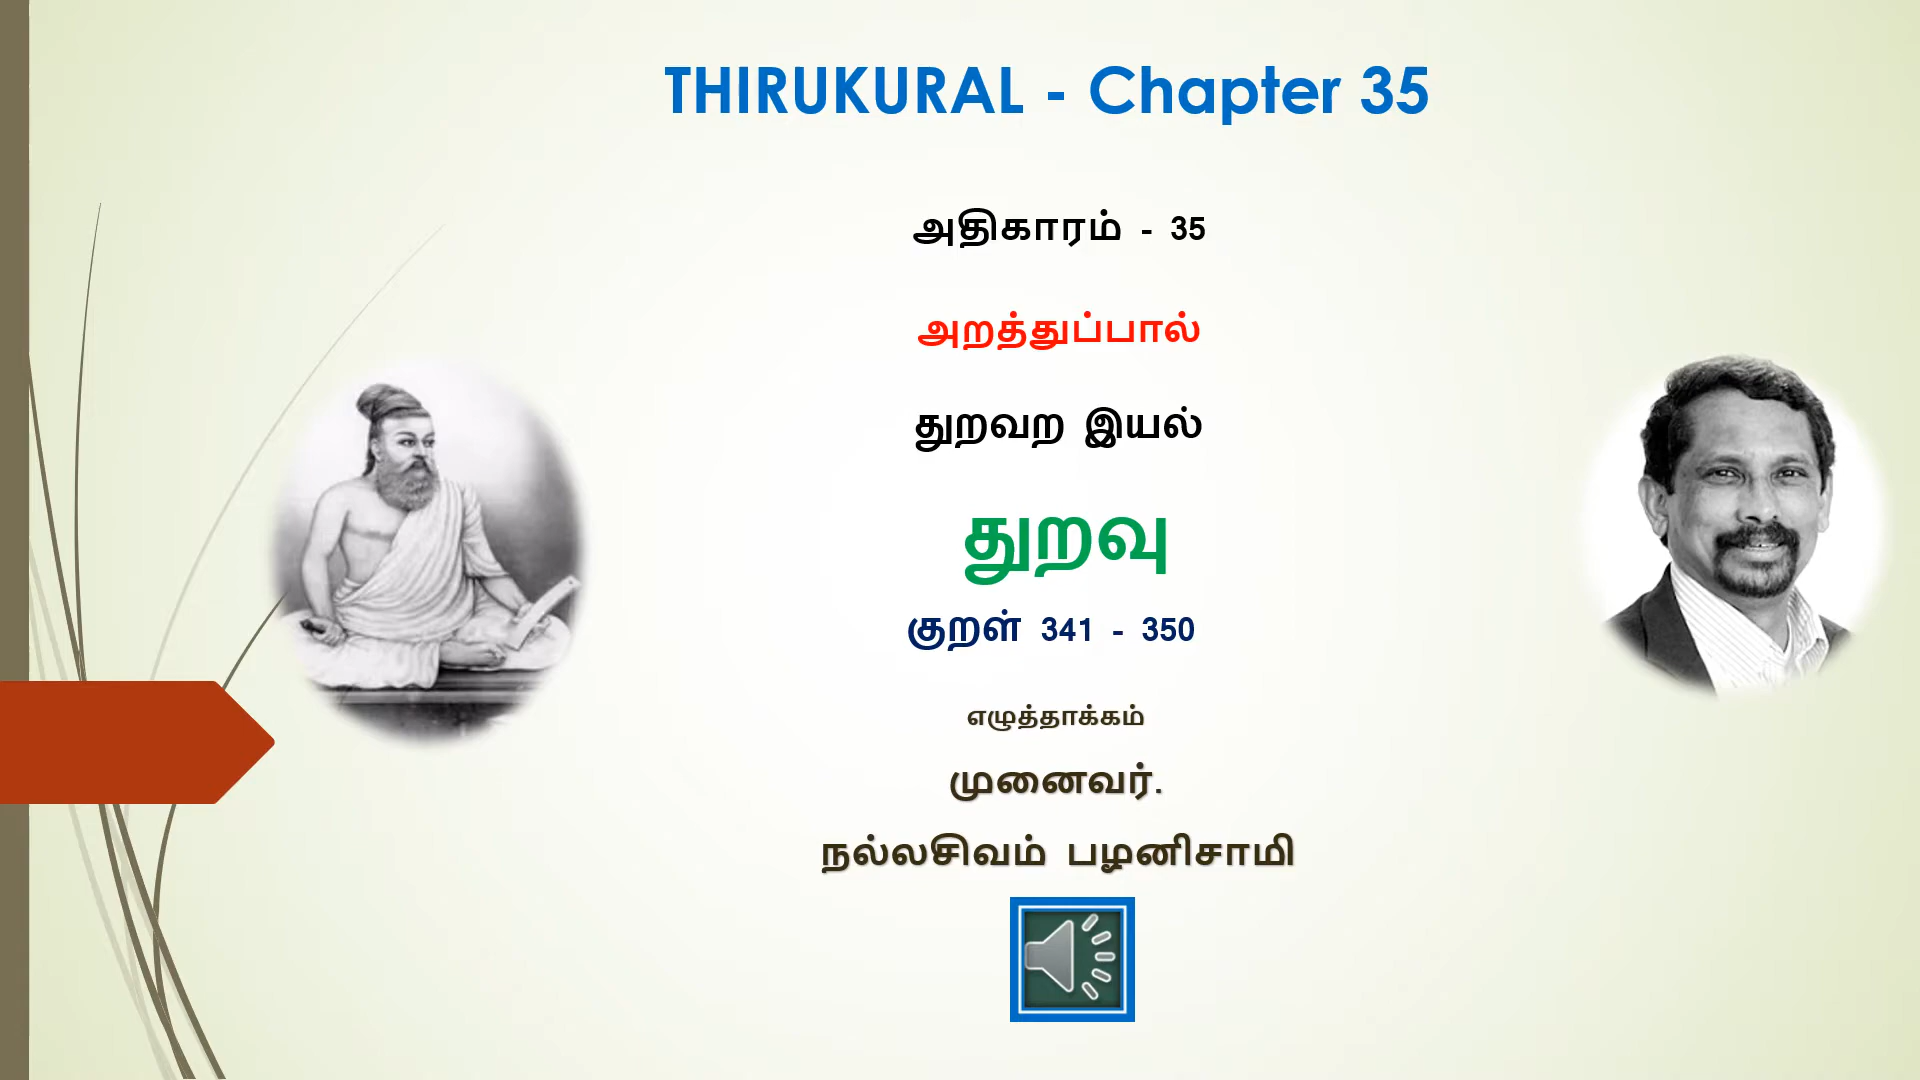 THIRUKURAL - Chapter 35
அதிகாரம் - 35
அறத்துப்பால்
துறவற இயல்
துறவு
குறள் 341 - 350
எழுத்தாக்கம்
முனைவர்.
நல்லசிவம் பழனிசாமி